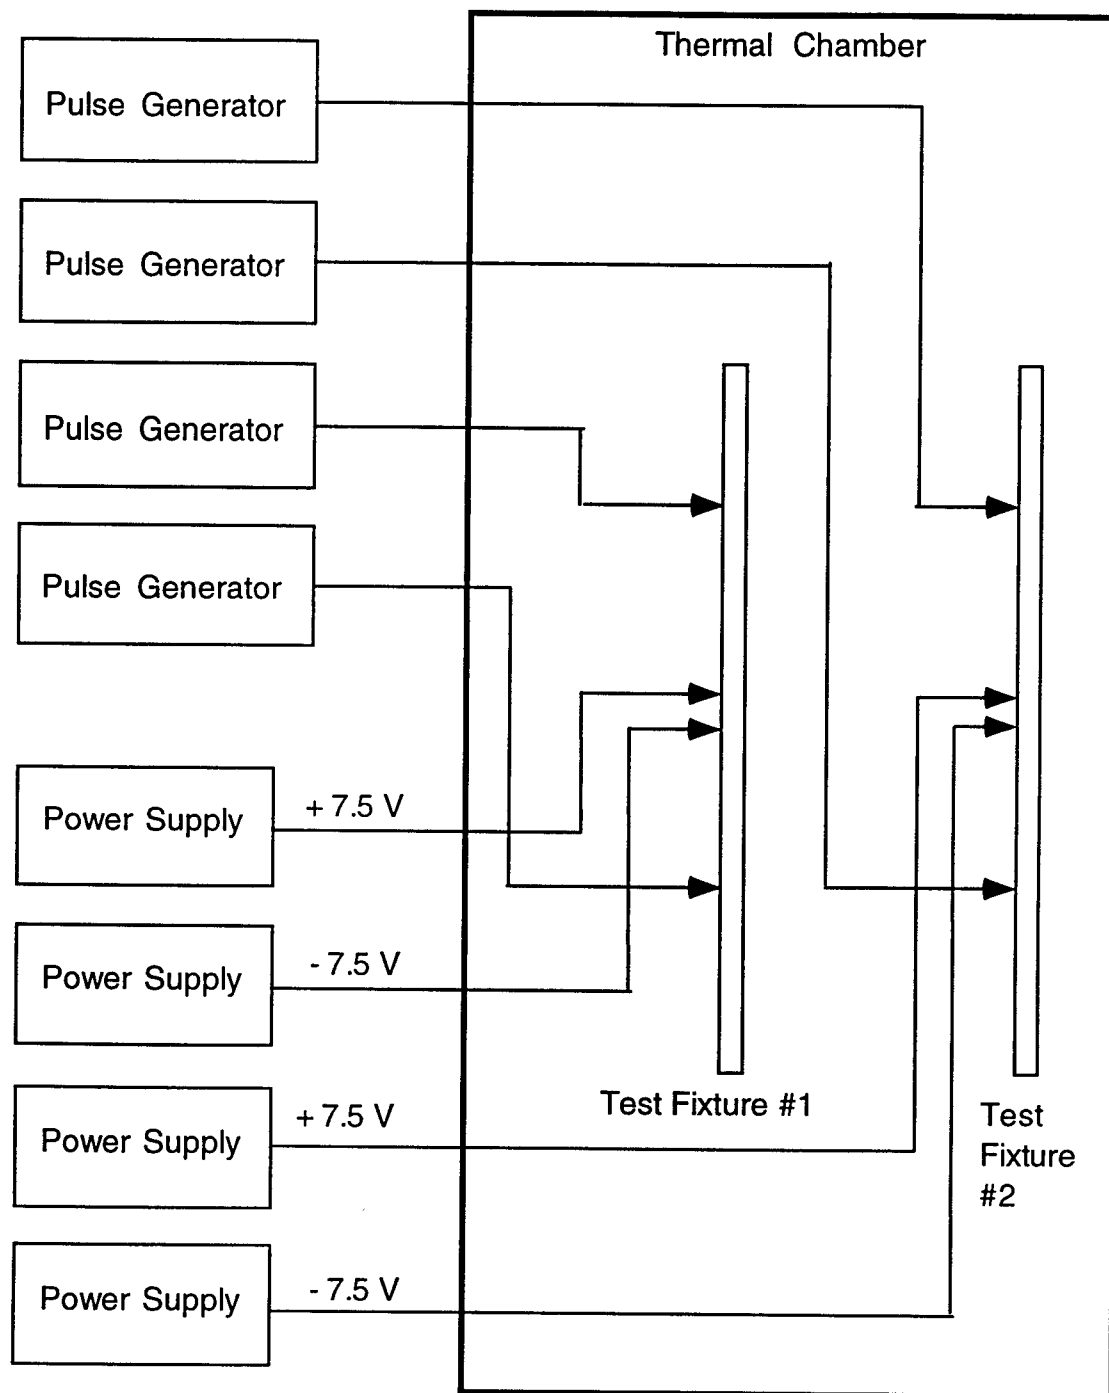 Thermal Chamber
Pulse Generator
Pulse Generator
Pulse Generator
Pulse Generator
Power Supply
+ 7.5 V
Power Supply
- 7.5 V
Power Supply
+ 7.5 V
Power Supply
- 7.5 V
Test Fixture #1
Test
Fixture
#2